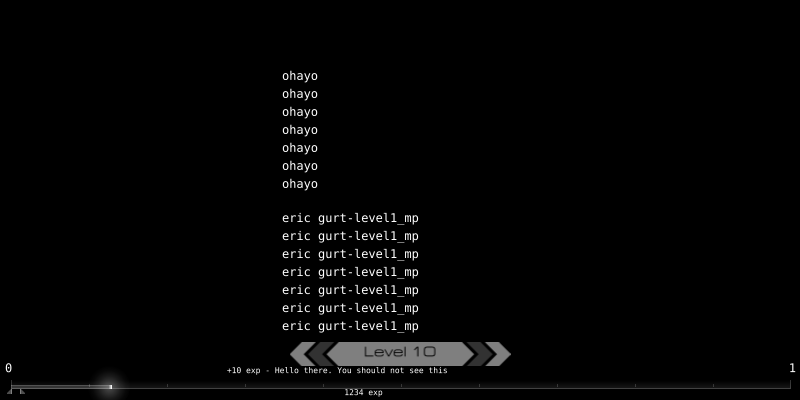 ohayo
ohayo
ohayo
ohayo
ohayo
ohayo
ohayo
eric gurt-level1_mp
eric gurt-level1_mp
eric gurt-level1_mp
eric gurt-level1_mp
eric gurt-level1_mp
eric gurt-level1_mp
eric gurt-level1_mp
Level 10
0
+10 exp - Hello there. You should not see this
1
1234 exp